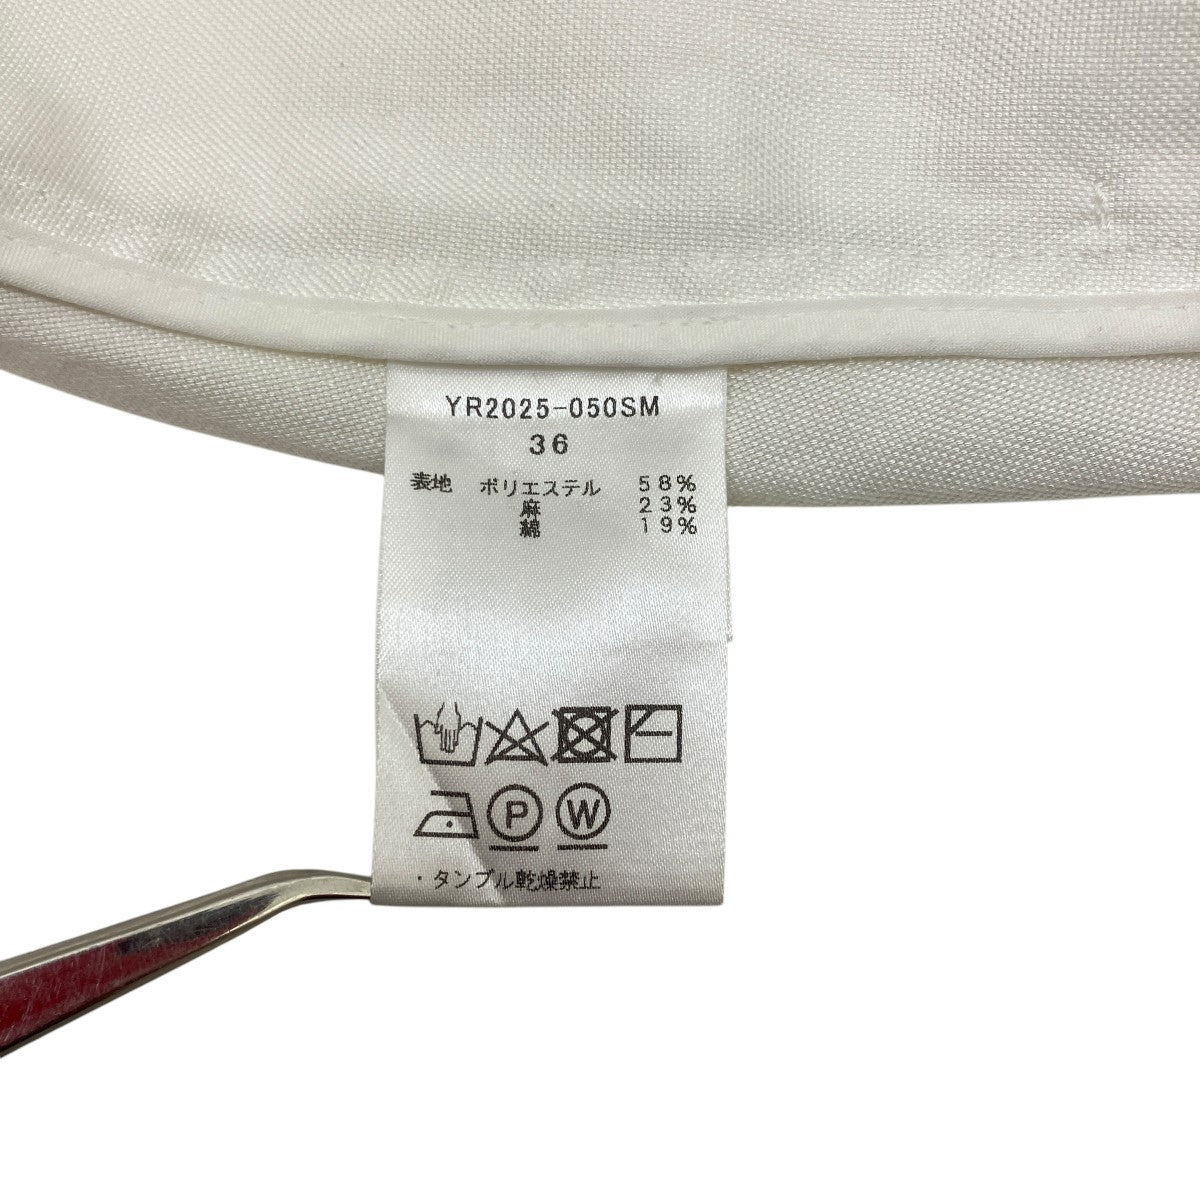 YR2025-050SM
36
表地 ポリエステル 58%
麻 23%
綿 19%
P W
・タンブル乾燥禁止